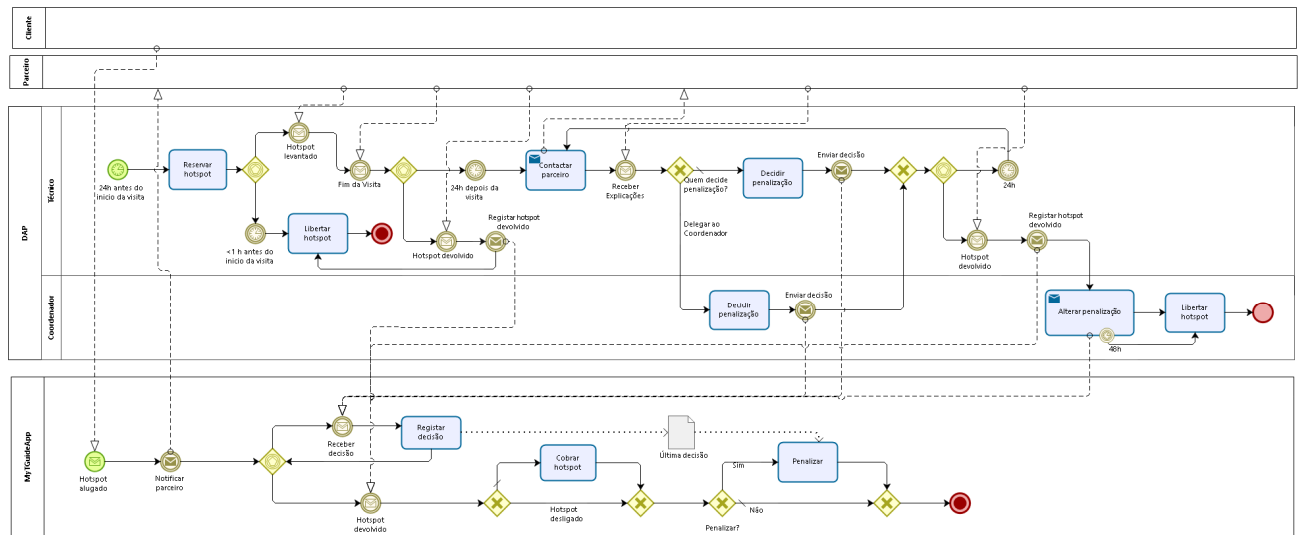 Cliente
Parceiro
DAP
Técnico
24h antes do
inicio da visita
Reservar
hotspot
Hotspot
levantado
<1 h antes do
inicio da visita
Libertar
hotspot
Fim da Visita
Hotspot devolvido
Registar hotspot
devolvido
24h depois da
visita
Contactar
parceiro
Receber
Explicações
Quem decide
penalização?
Delegar ao
Coordenador
Decidir
penalização
Enviar decisão
24h
Hotspot
devolvido
Registar hotspot
devolvido
Coordenador
Decidir
penalização
Enviar decisão
Alterar penalização
48h
Libertar
hotspot
MyTGuideApp
Hotspot
alugado
Notificar
parceiro
Receber
decisão
Registar
decisão
Hotspot
devolvido
Cobrar
hotspot
Hotspot
desligado
Última decisão
Penalizar?
Sim
Não
Penalizar